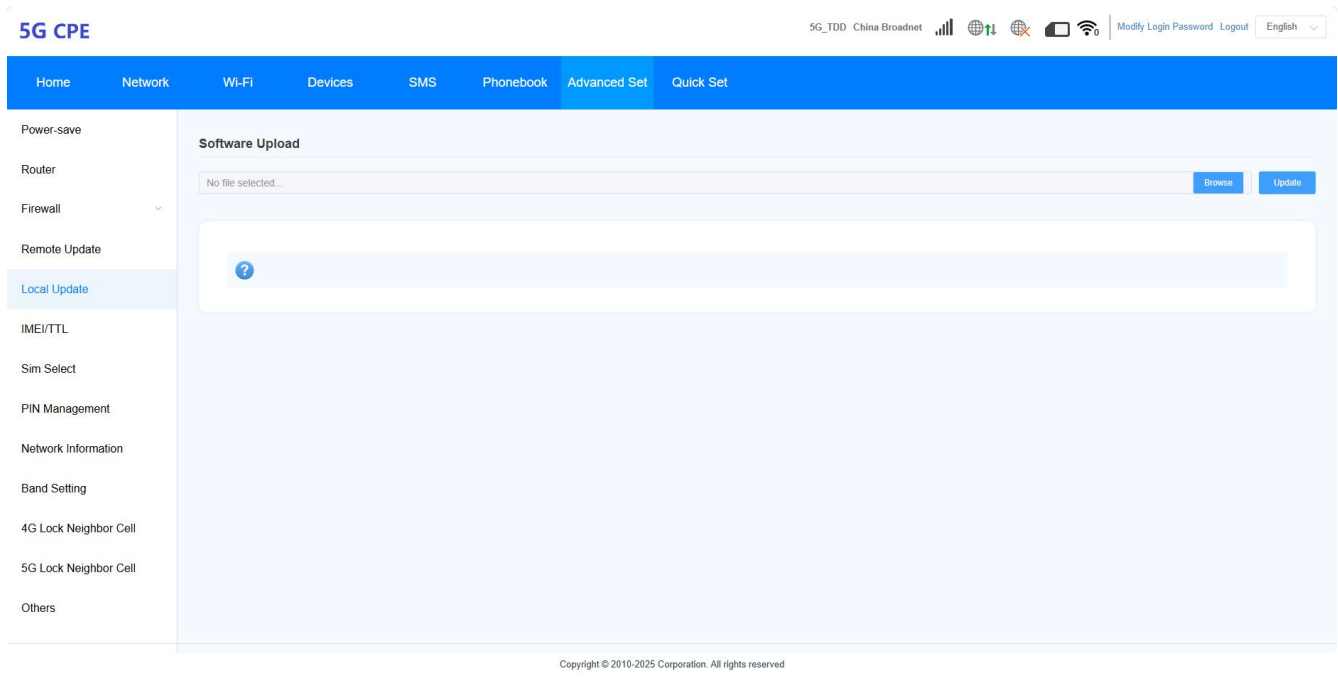 5G CPE
5G_TDD China Broadnet 0 Modify Login Password Logout English
Home Network Wi-Fi Devices SMS Phonebook Advanced Set Quick Set
Power-save
Router
Firewall
Remote Update
Local Update
IMEI/TTL
Sim Select
PIN Management
Network Information
Band Setting
4G Lock Neighbor Cell
5G Lock Neighbor Cell
Others
Software Upload
No file selected... Browse Update
?
Copyright © 2010-2025 Corporation. All rights reserved